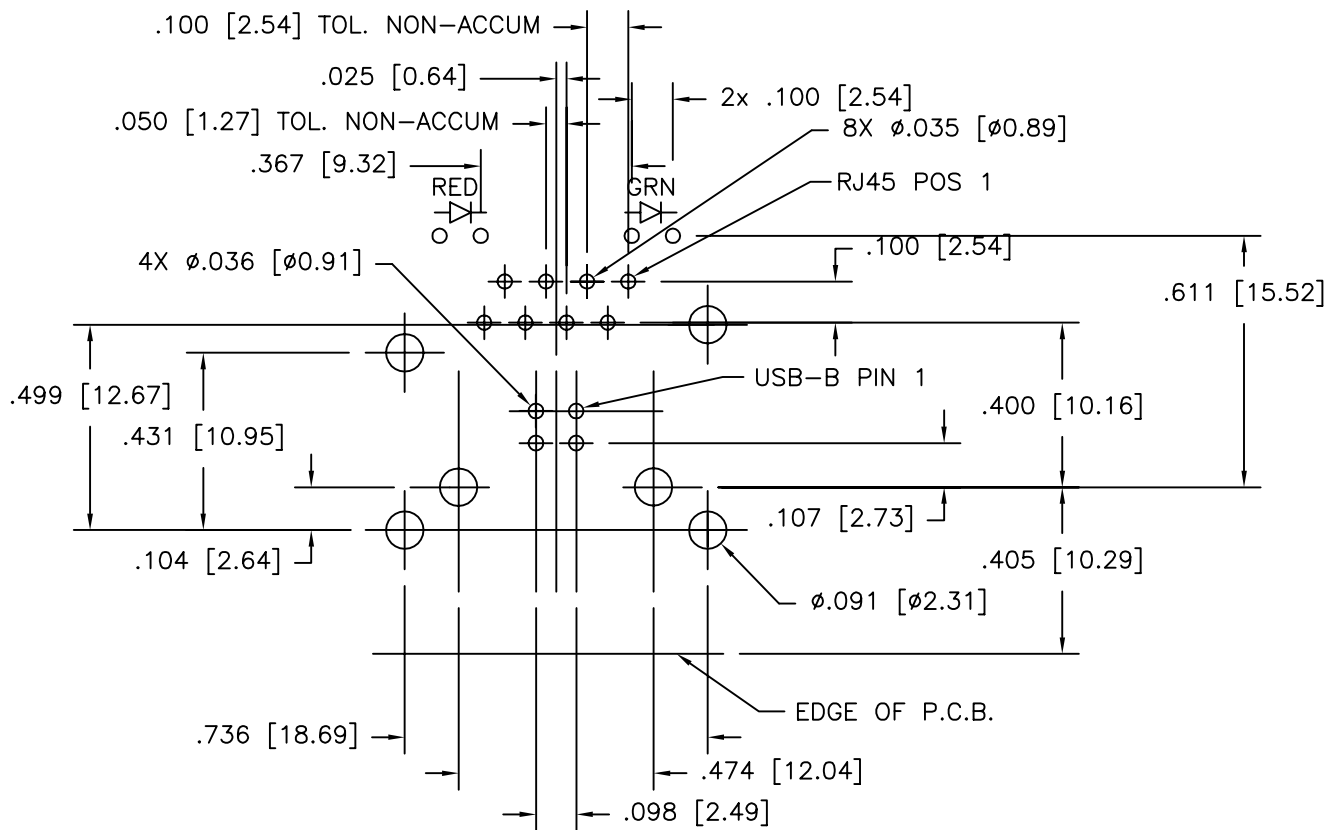 .100 [2.54] TOL. NON-ACCUM
.025 [0.64]
2x .100 [2.54]
.050 [1.27] TOL. NON-ACCUM
8X ø.035 [ø0.89]
.367 [9.32]
RED
GRN
RJ45 POS 1
4X ø.036 [ø0.91]
.100 [2.54]
.611 [15.52]
USB-B PIN 1
.499 [12.67]
.400 [10.16]
.431 [10.95]
.107 [2.73]
.104 [2.64]
.405 [10.29]
ø.091 [ø2.31]
EDGE OF P.C.B.
.736 [18.69]
.474 [12.04]
.098 [2.49]